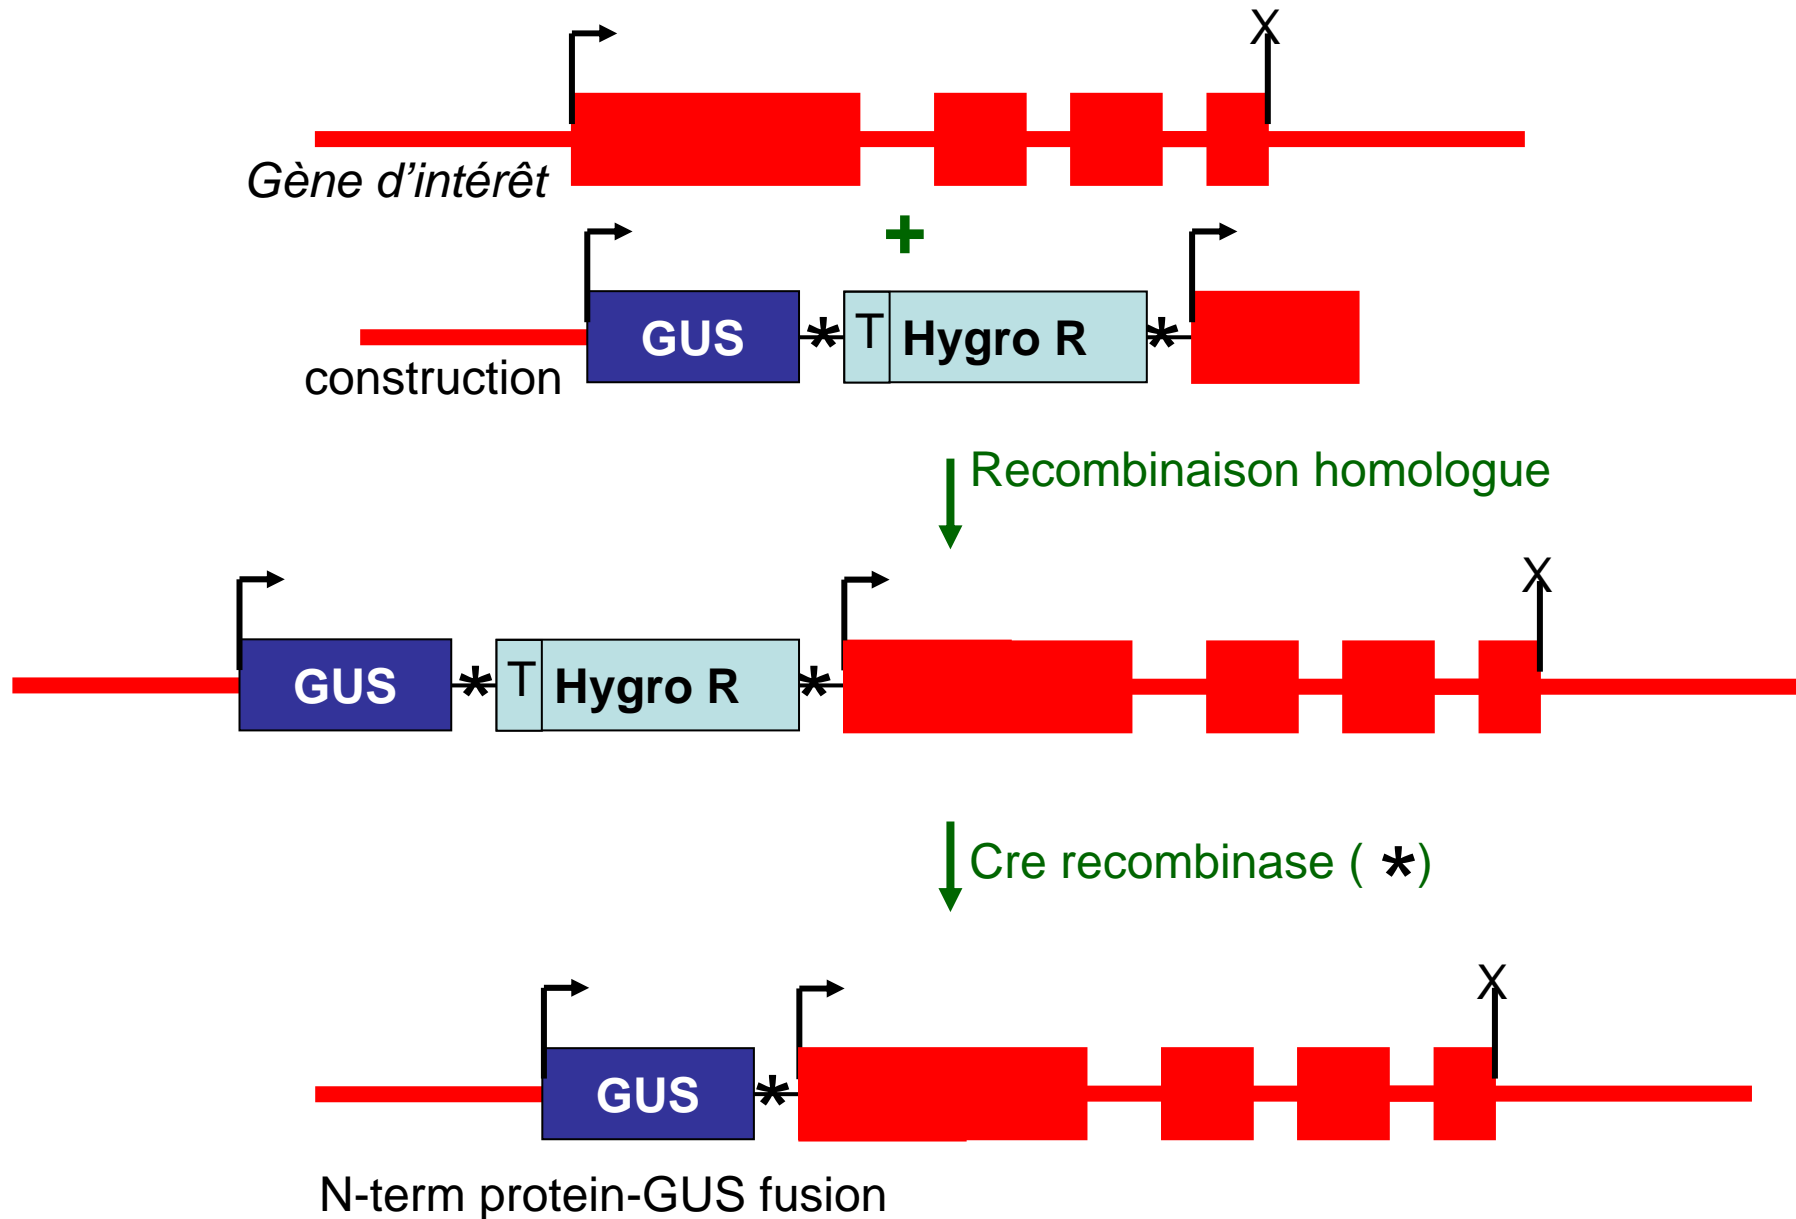 X
Gène d'intérêt
+
GUS * T Hygro R *
construction
Recombinaison homologue
X
GUS * T Hygro R *
Cre recombinase ( *)
X
GUS *
N-term protein-GUS fusion